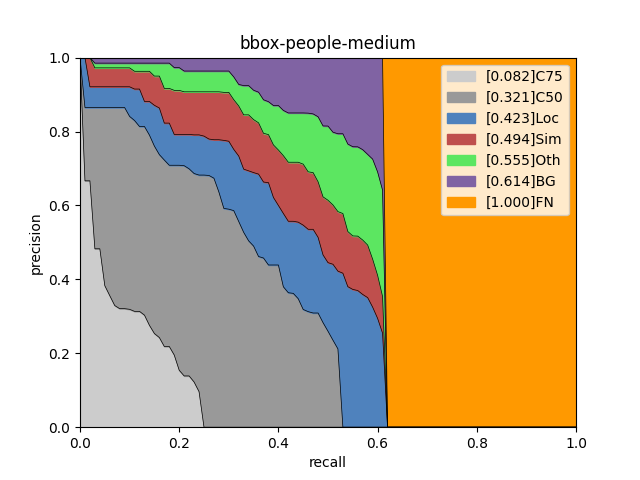 bbox-people-medium
1.0
0.8
0.6
0.4
0.2
0.0
precision
[0.082]C75
[0.321]C50
[0.423]Loc
[0.494]Sim
[0.555]Oth
[0.614]BG
[1.000]FN
0.0 0.2 0.4 0.6 0.8 1.0
recall